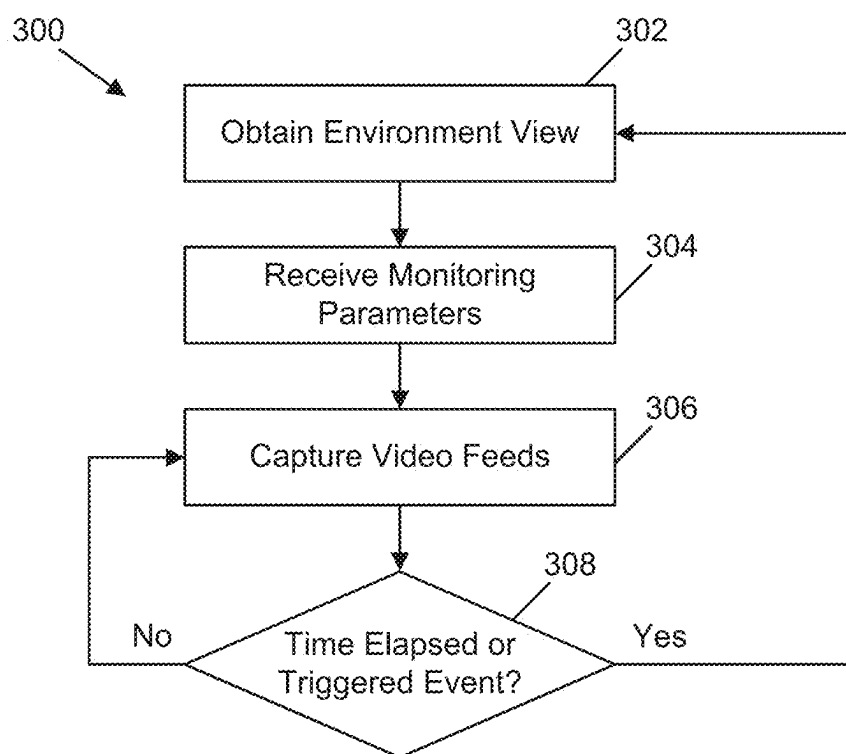 300
302
Obtain Environment View
304
Receive Monitoring
Parameters
306
Capture Video Feeds
308
No
Time Elapsed or
Triggered Event?
Yes